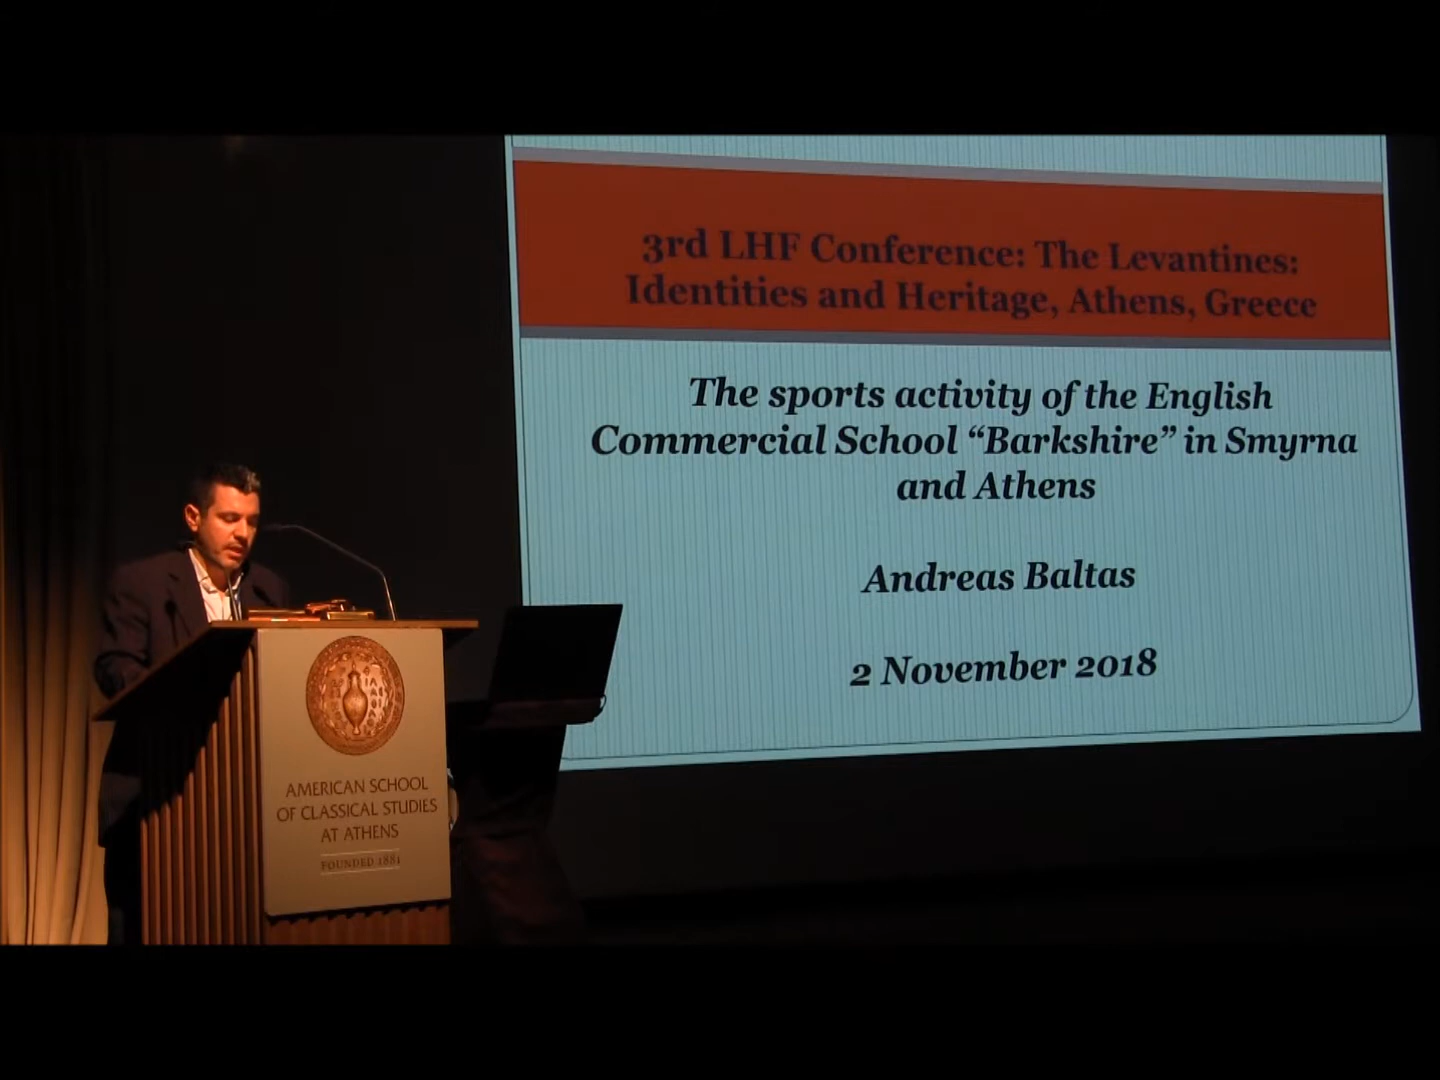 3rd LHF Conference: The Levantines:
Identities and Heritage, Athens, Greece
The sports activity of the English
Commercial School “Barkshire” in Smyrna
and Athens
Andreas Baltas
2 November 2018
AMERICAN SCHOOL
OF CLASSICAL STUDIES
AT ATHENS
FOUNDED 1881